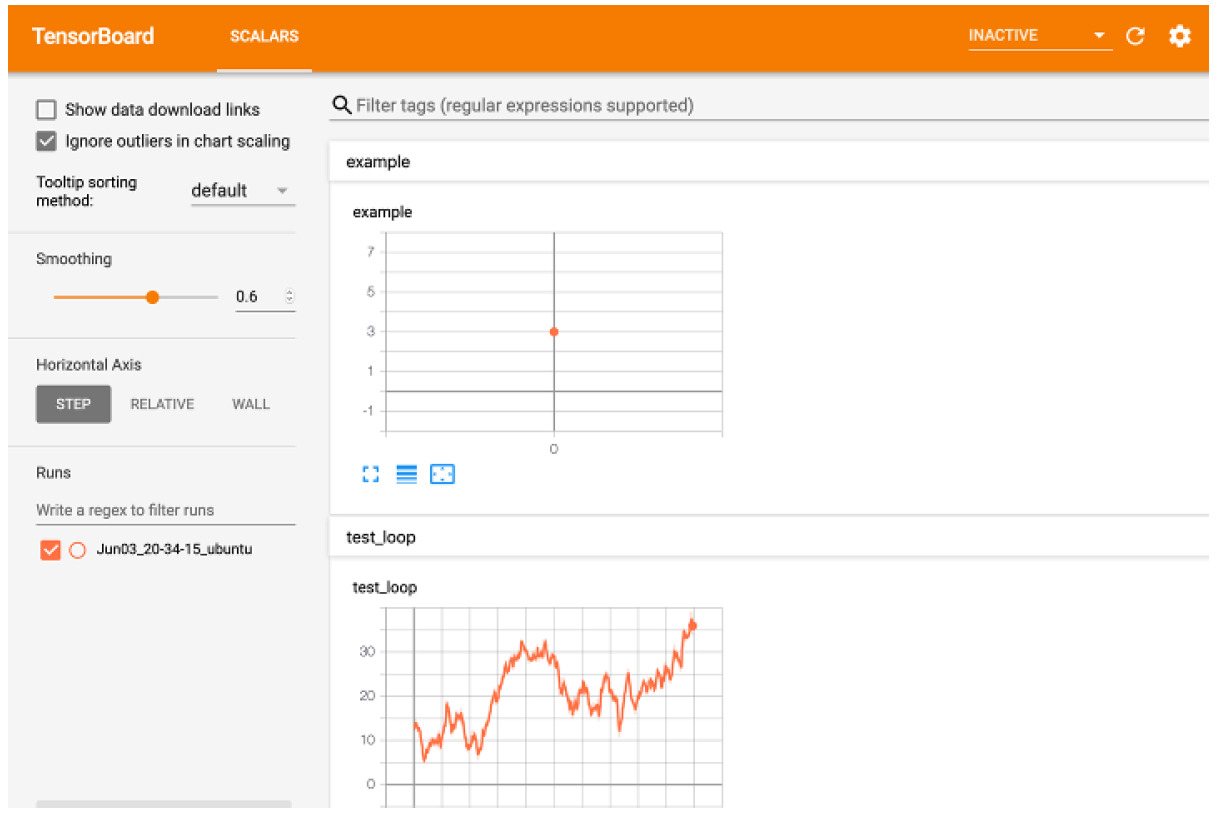 TensorBoard
SCALARS
INACTIVE
Show data download links
Ignore outliers in chart scaling
Tooltip sorting
method:
default
Smoothing
0.6
Horizontal Axis
STEP
RELATIVE
WALL
Runs
Write a regex to filter runs
Jun03_20-34-15_ubuntu
Filter tags (regular expressions supported)
example
example
7
5
3
1
-1
0
test_loop
test_loop
30
20
10
0